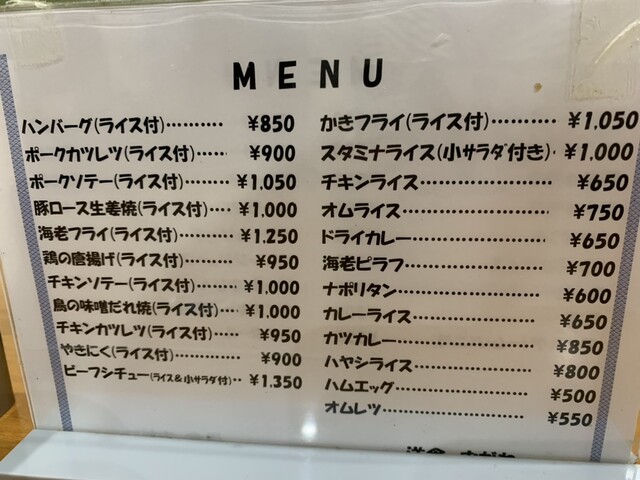 MENU
ハンバーグ(ライス付)………¥850
ポークカツレツ(ライス付)……¥900
ポークソテー(ライス付)……¥1,050
豚ロース生姜焼(ライス付)….¥1,000
海老フライ(ライス付)………¥1,250
鶏の唐揚げ(ライス付)………¥950
チキンソテー(ライス付)……¥1,000
鳥の味噌だれ焼(ライス付)….¥1,000
チキンカツレツ(ライス付)……¥950
やきにく(ライス付)…………¥900
ビーフシチュー(ライス&小サラダ付)‥¥1,350
かきフライ(ライス付)…………¥1,050
スタミナライス(小サラダ付き)‥¥1,000
チキンライス……………………¥650
オムライス………………………¥750
ドライカレー……………………¥650
海老ピラフ………………………¥700
ナポリタン………………………¥600
カレーライス……………………¥650
カツカレー………………………¥850
ハヤシライス……………………¥800
ハムエッグ………………………¥500
オムレツ…………………………¥550